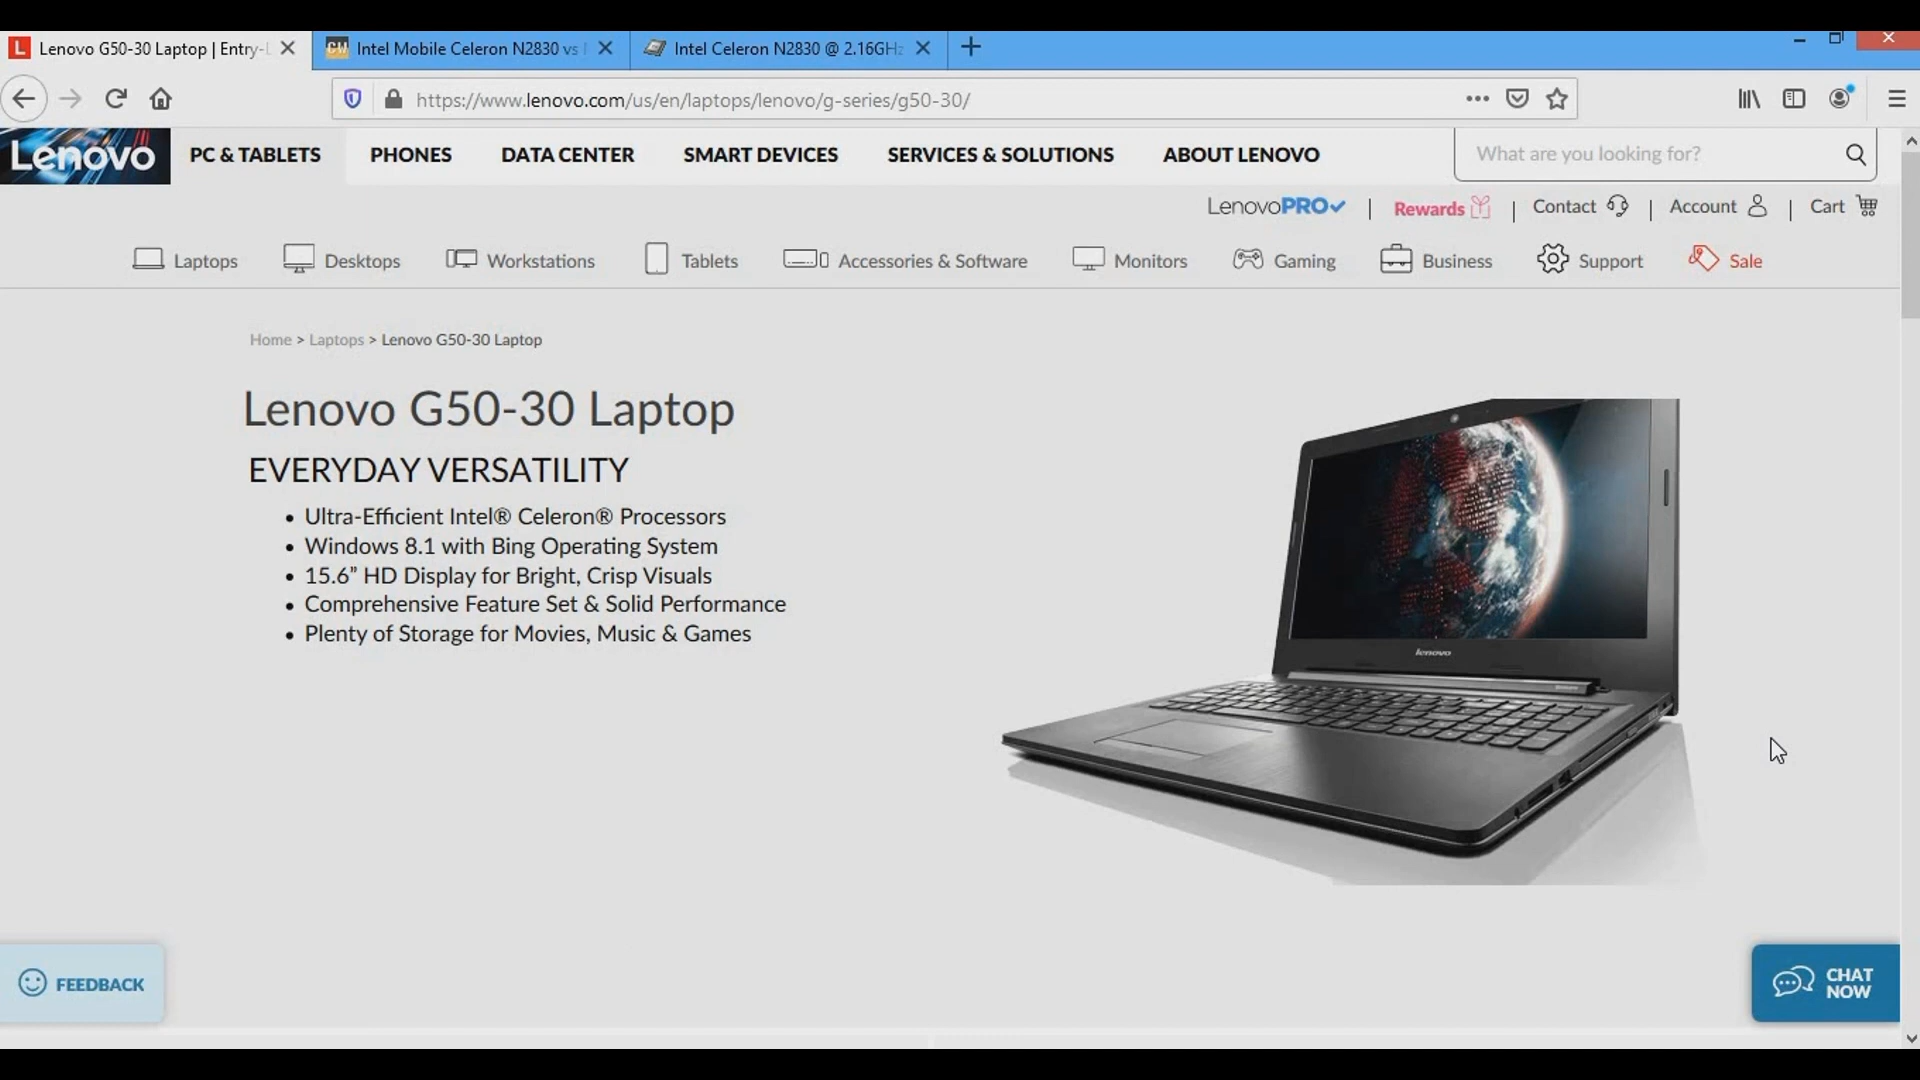 Lenovo G50-30 Laptop | Entry-L
Intel Mobile Celeron N2830 vs
Intel Celeron N2830 @ 2.16GHz
https://www.lenovo.com/us/en/laptops/lenovo/g-series/g50-30/
Lenovo
PC & TABLETS
PHONES
DATA CENTER
SMART DEVICES
SERVICES & SOLUTIONS
ABOUT LENOVO
What are you looking for?
LenovoPRO
Rewards
Contact
Account
Cart
Laptops
Desktops
Workstations
Tablets
Accessories & Software
Monitors
Gaming
Business
Support
Sale
Home > Laptops > Lenovo G50-30 Laptop
Lenovo G50-30 Laptop
EVERYDAY VERSATILITY
• Ultra-Efficient Intel® Celeron® Processors
• Windows 8.1 with Bing Operating System
• 15.6” HD Display for Bright, Crisp Visuals
• Comprehensive Feature Set & Solid Performance
• Plenty of Storage for Movies, Music & Games
lenovo
FEEDBACK
CHAT
NOW